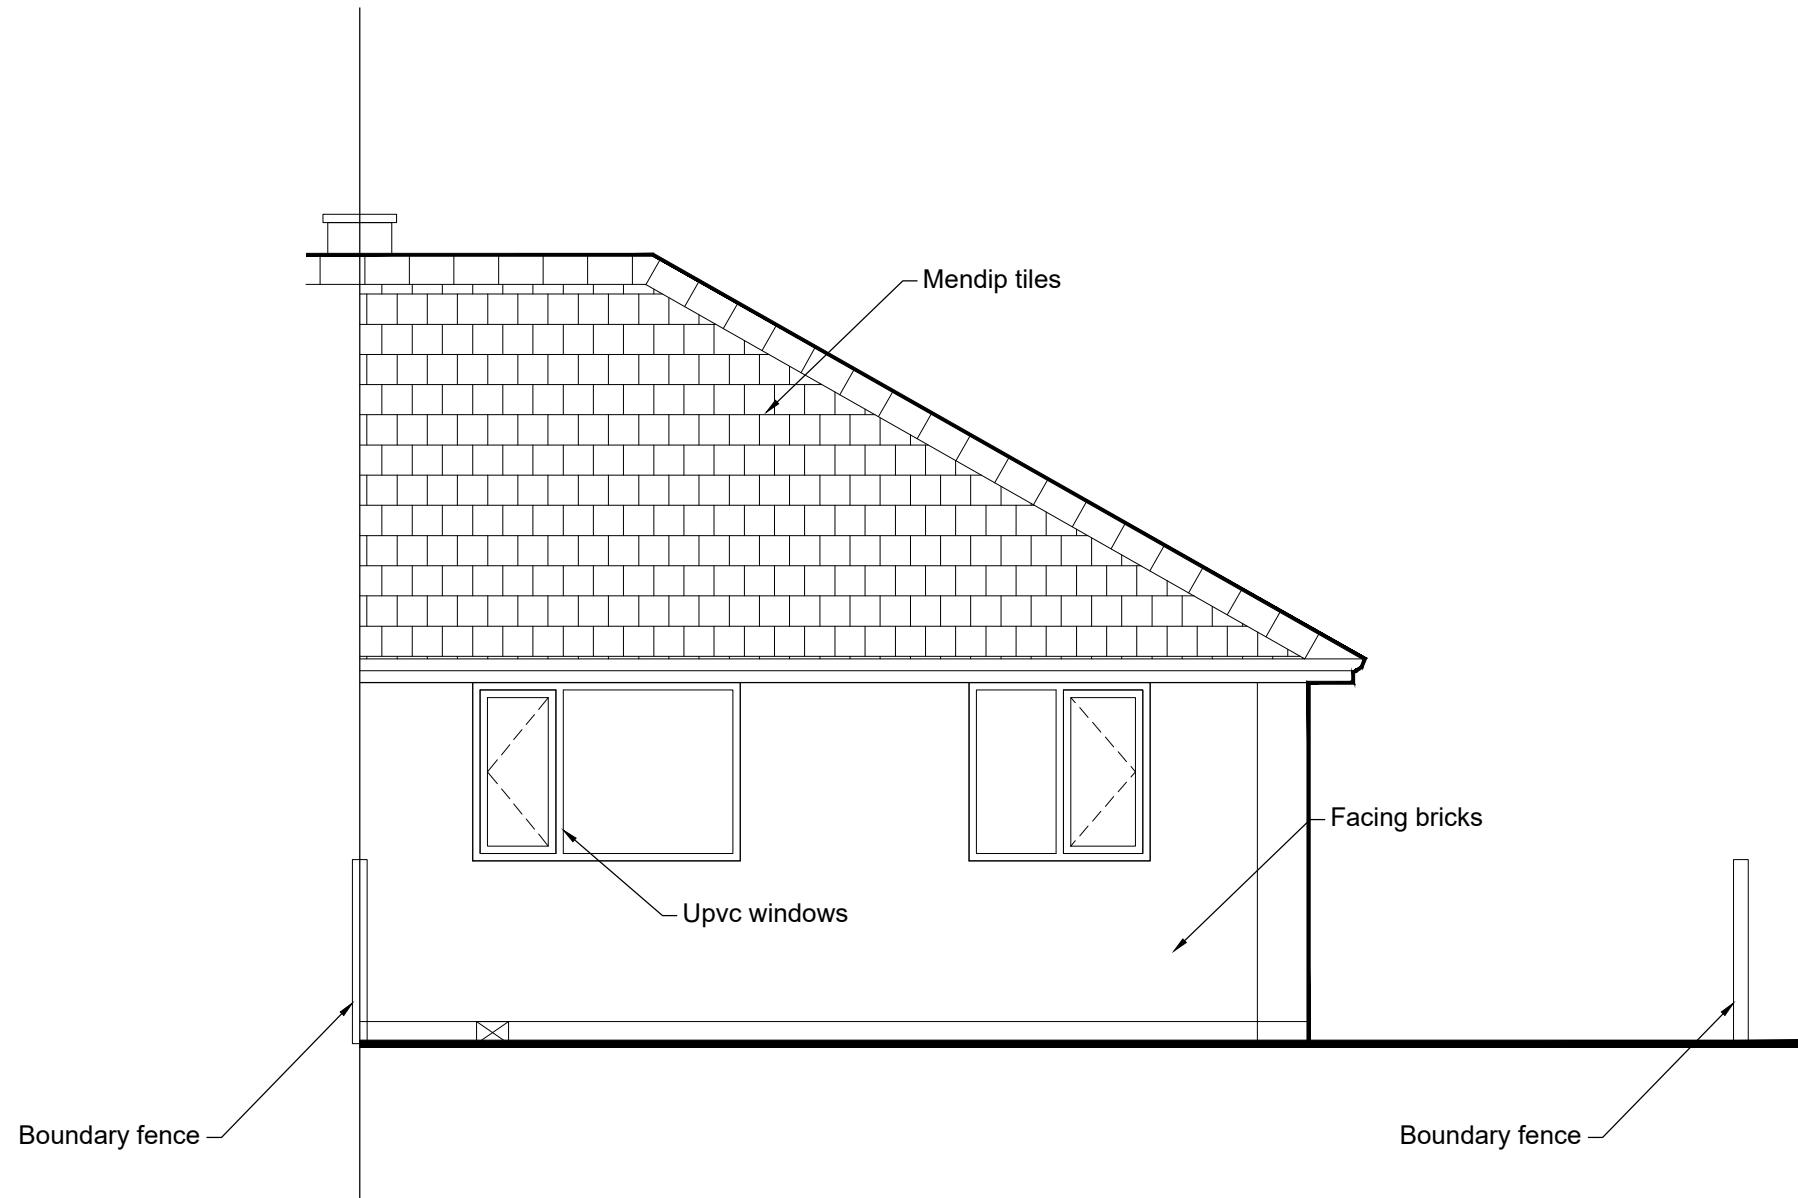 Mendip tiles
Facing bricks
Upvc windows
Boundary fence
Boundary fence